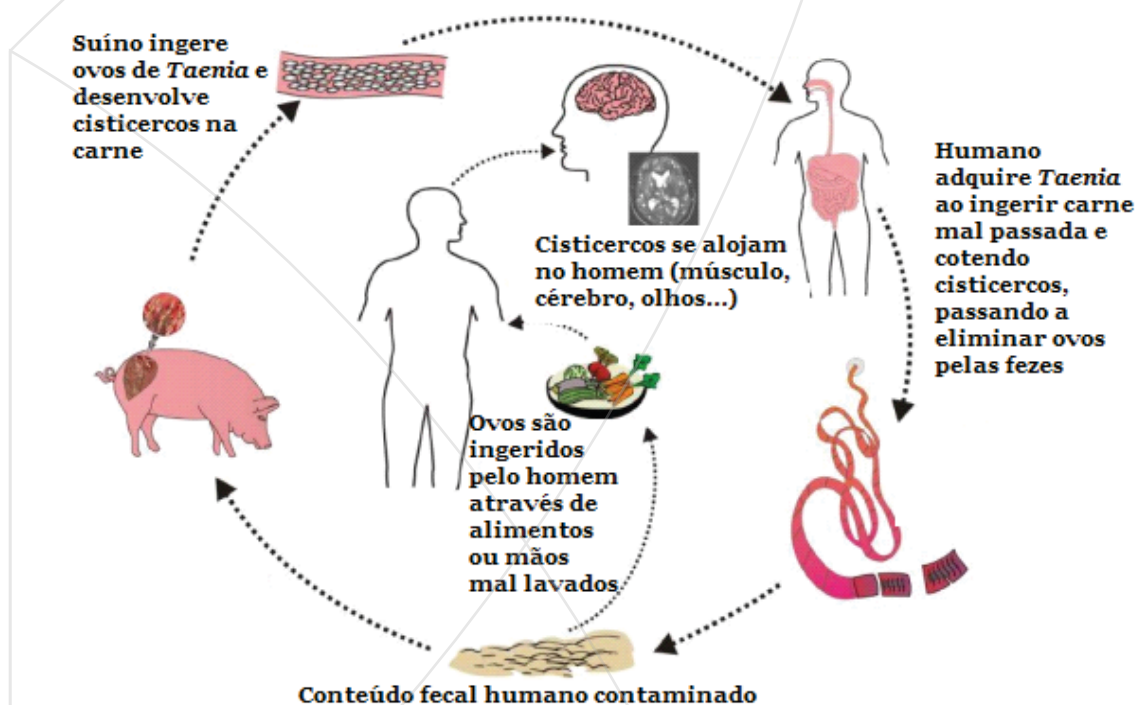 Suíno ingere
ovos de Taenia e
desenvolve
cisticercos na
carne
Humano
adquire Taenia
ao ingerir carne
mal passada e
cotendo
cisticercos,
passando a
eliminar ovos
pelas fezes
Cisticercos se alojam
no homem (músculo,
cérebro, olhos...)
Ovos são
ingeridos
pelo homem
através de
alimentos
ou mãos
mal lavados
Conteúdo fecal humano contaminado